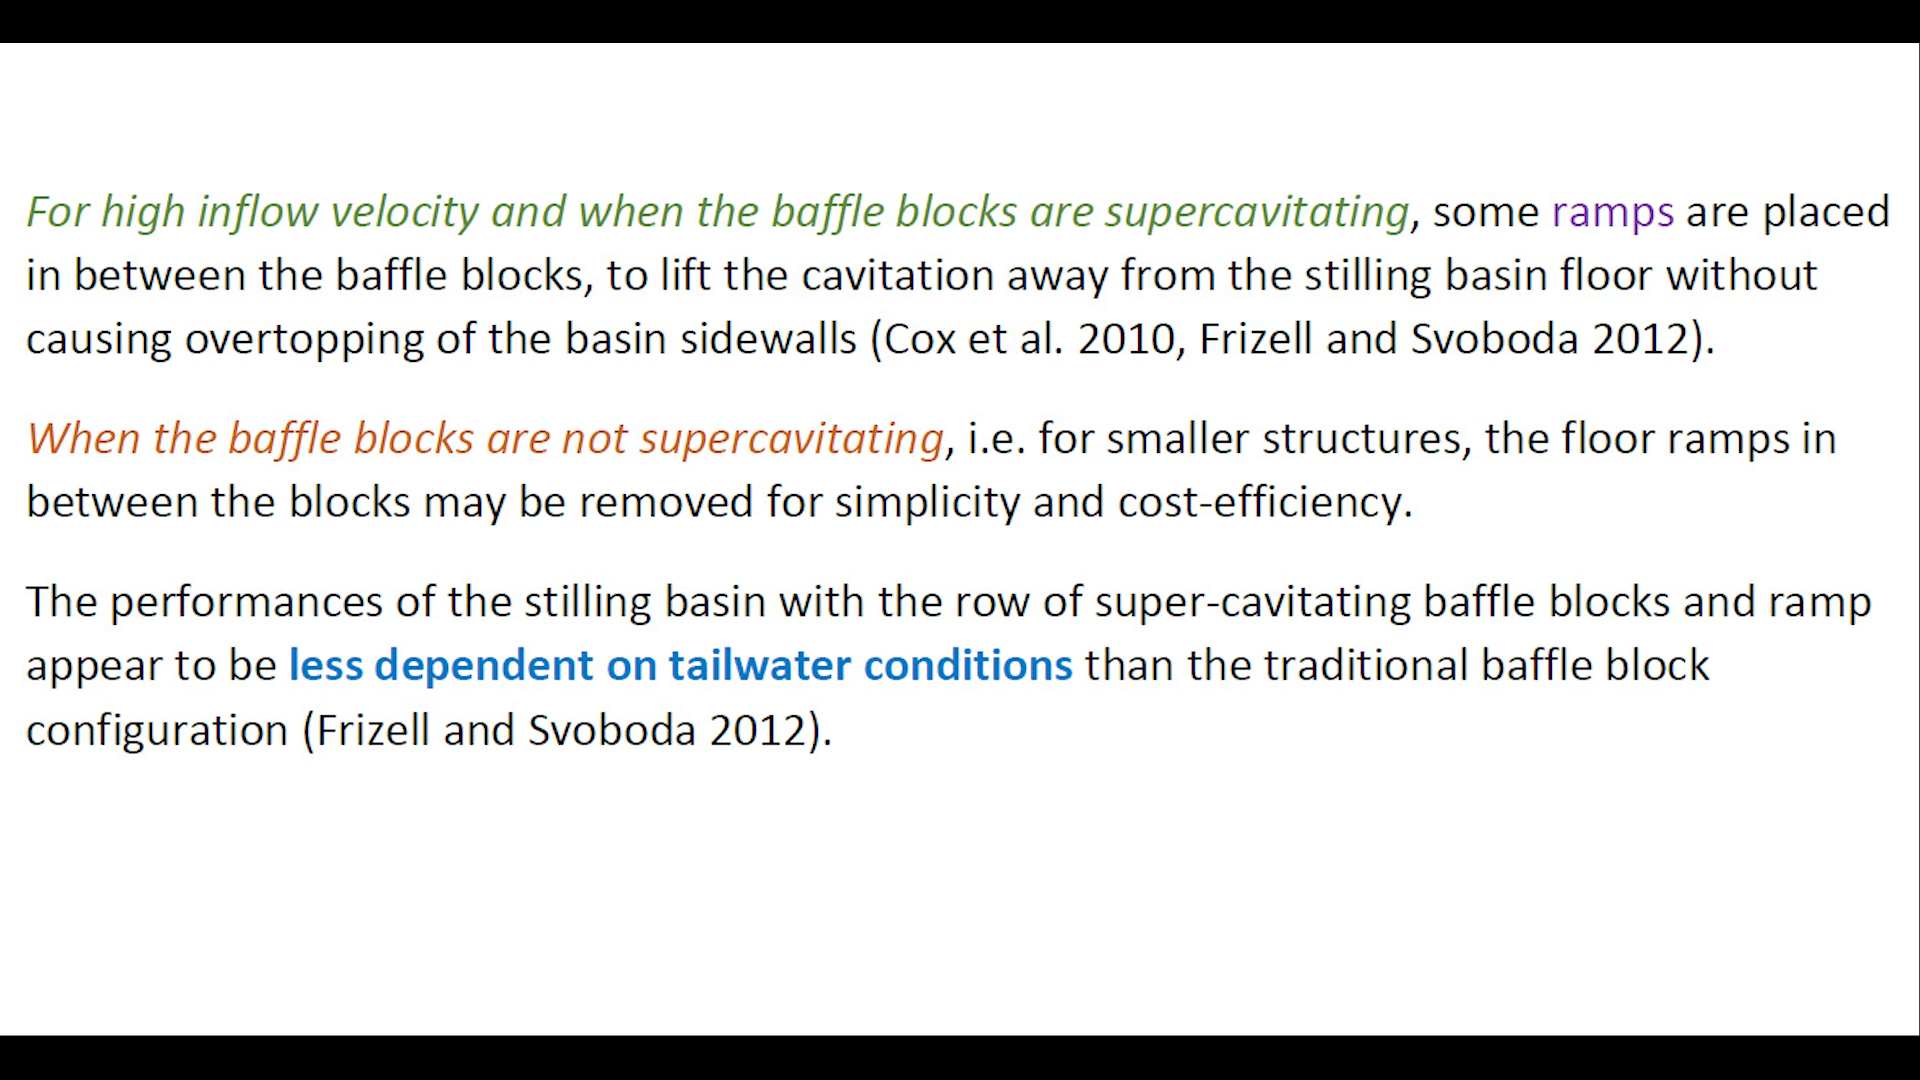 For high inflow velocity and when the baffle blocks are supercavitating, some ramps are placed
in between the baffle blocks, to lift the cavitation away from the stilling basin floor without
causing overtopping of the basin sidewalls (Cox et al. 2010, Frizell and Svoboda 2012).
When the baffle blocks are not supercavitating, i.e. for smaller structures, the floor ramps in
between the blocks may be removed for simplicity and cost-efficiency.
The performances of the stilling basin with the row of super-cavitating baffle blocks and ramp
appear to be less dependent on tailwater conditions than the traditional baffle block
configuration (Frizell and Svoboda 2012).